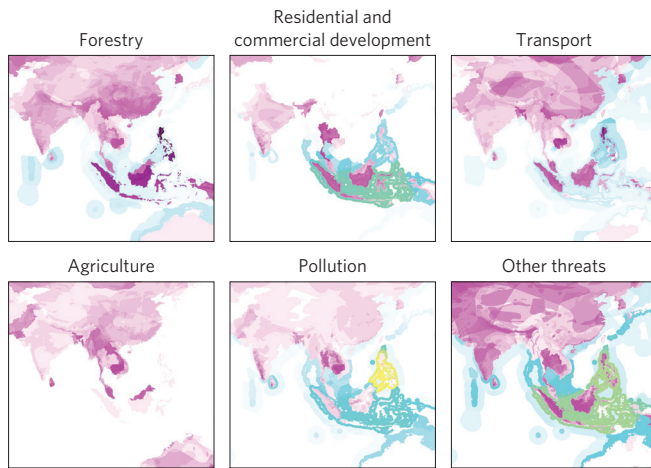 Forestry
Residential and
commercial development
Transport
Agriculture
Pollution
Other threats